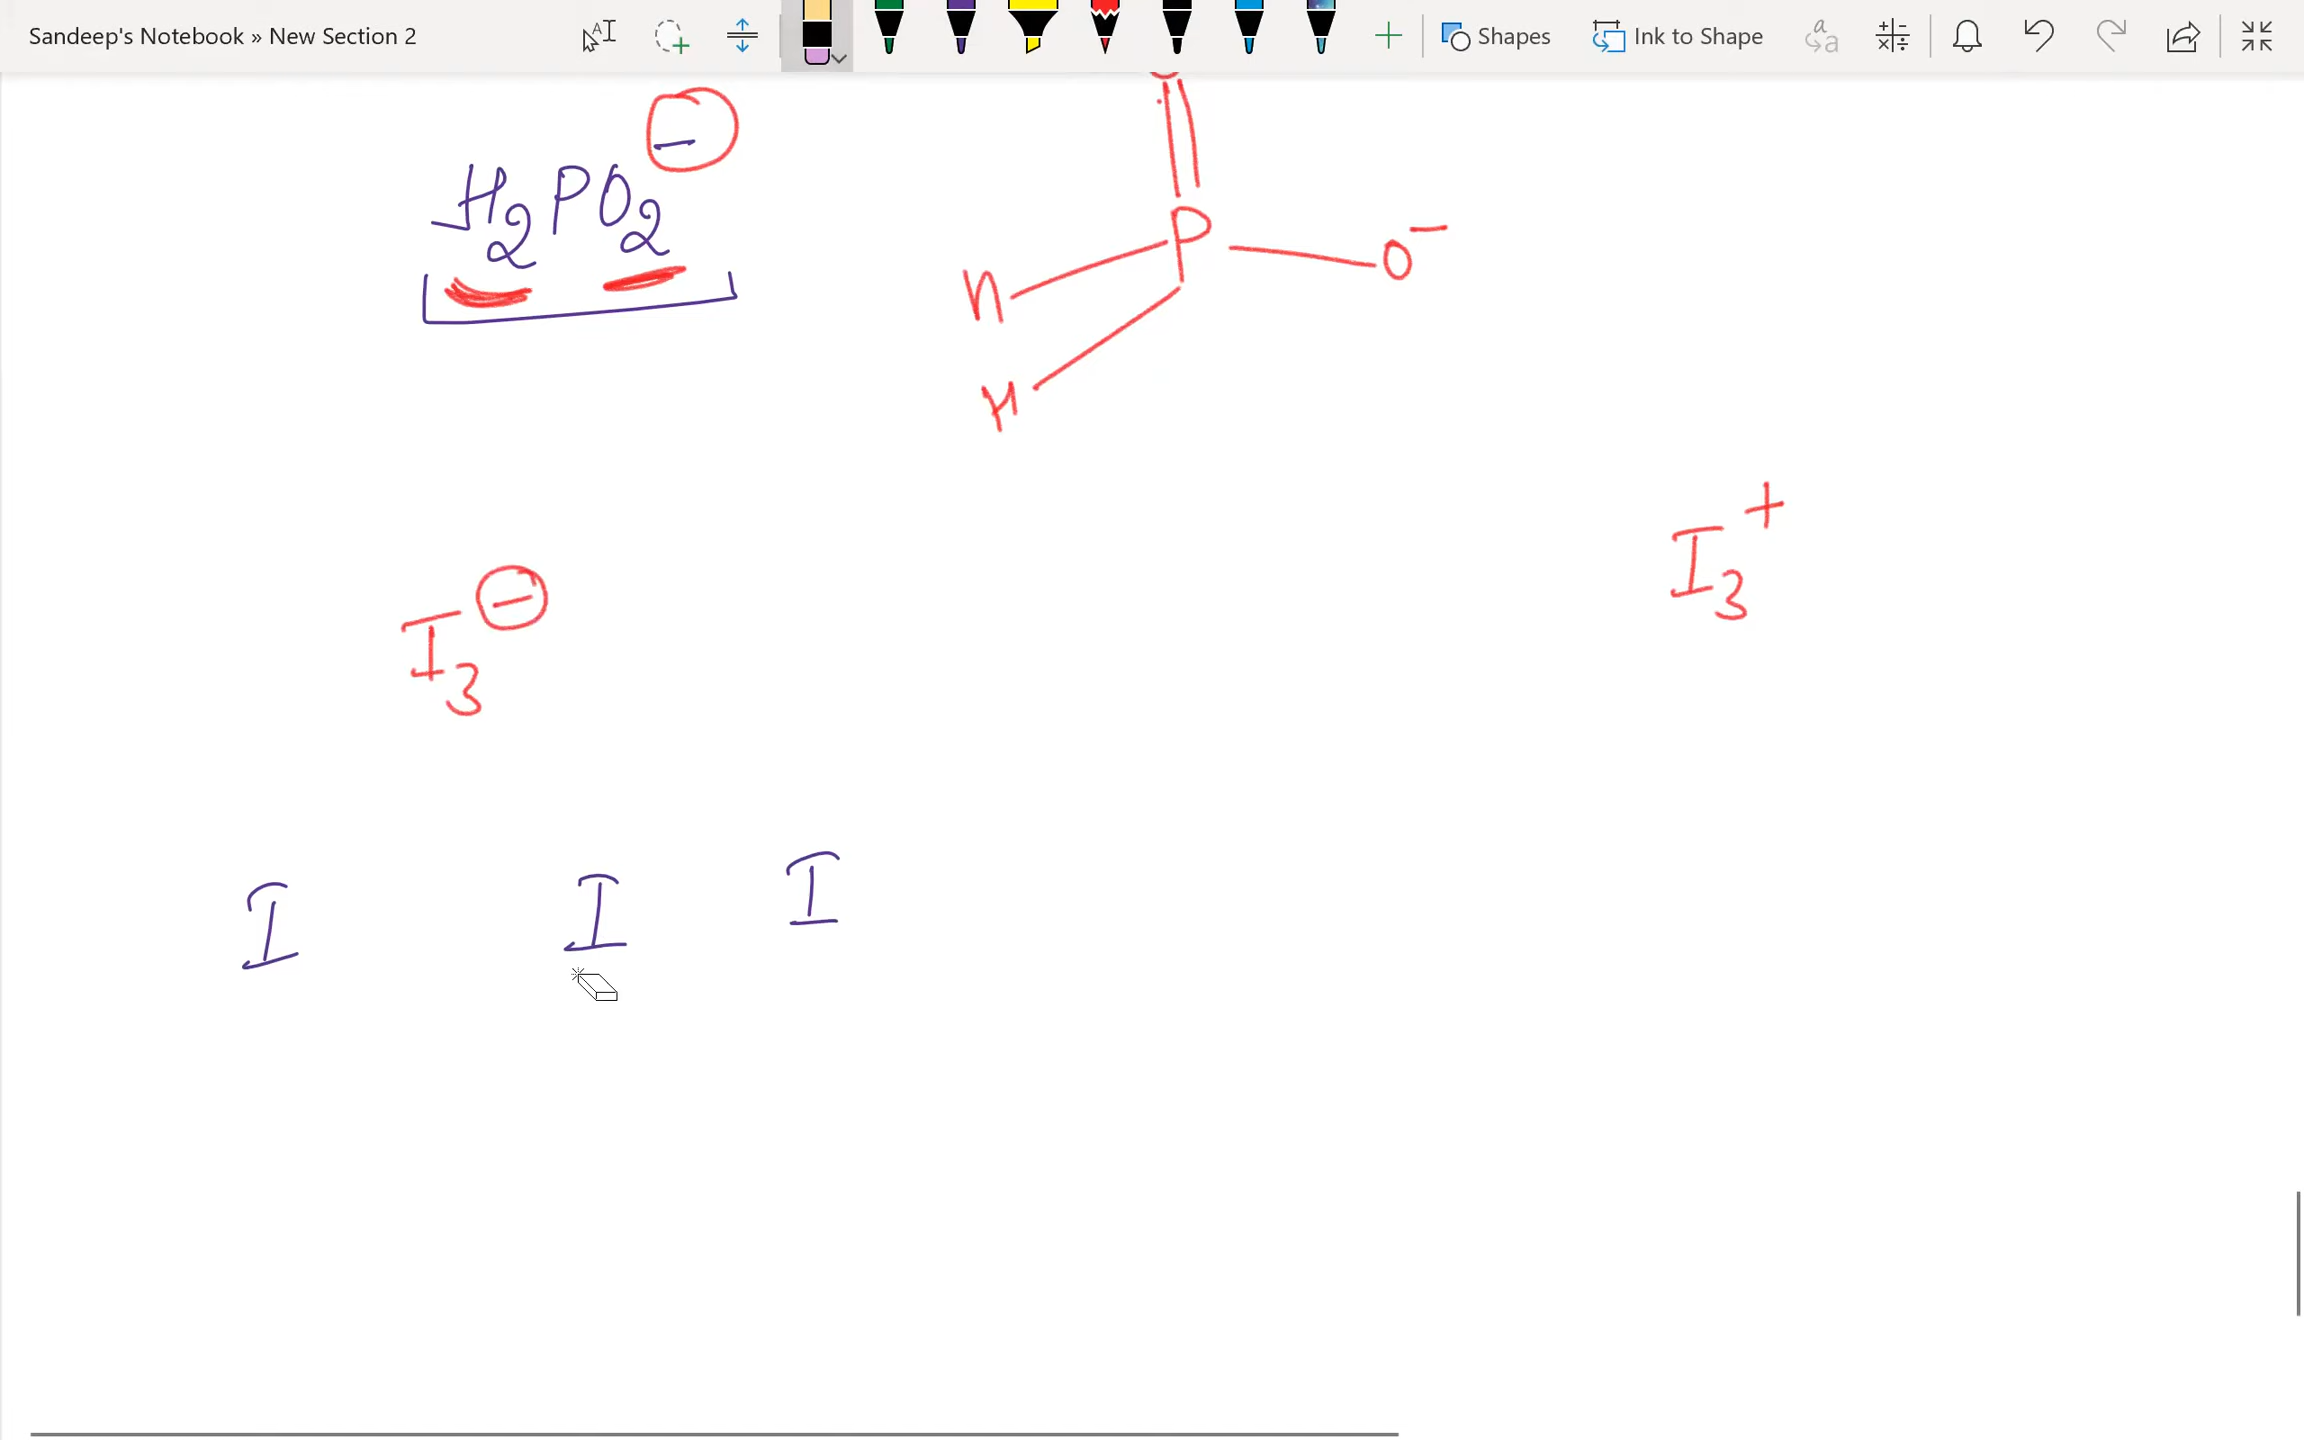 Sandeep's Notebook » New Section 2
Shapes
Ink to Shape
H₂PO₂⁻
P
O⁻
H
H
I₃⁺
I₃⁻
I I I